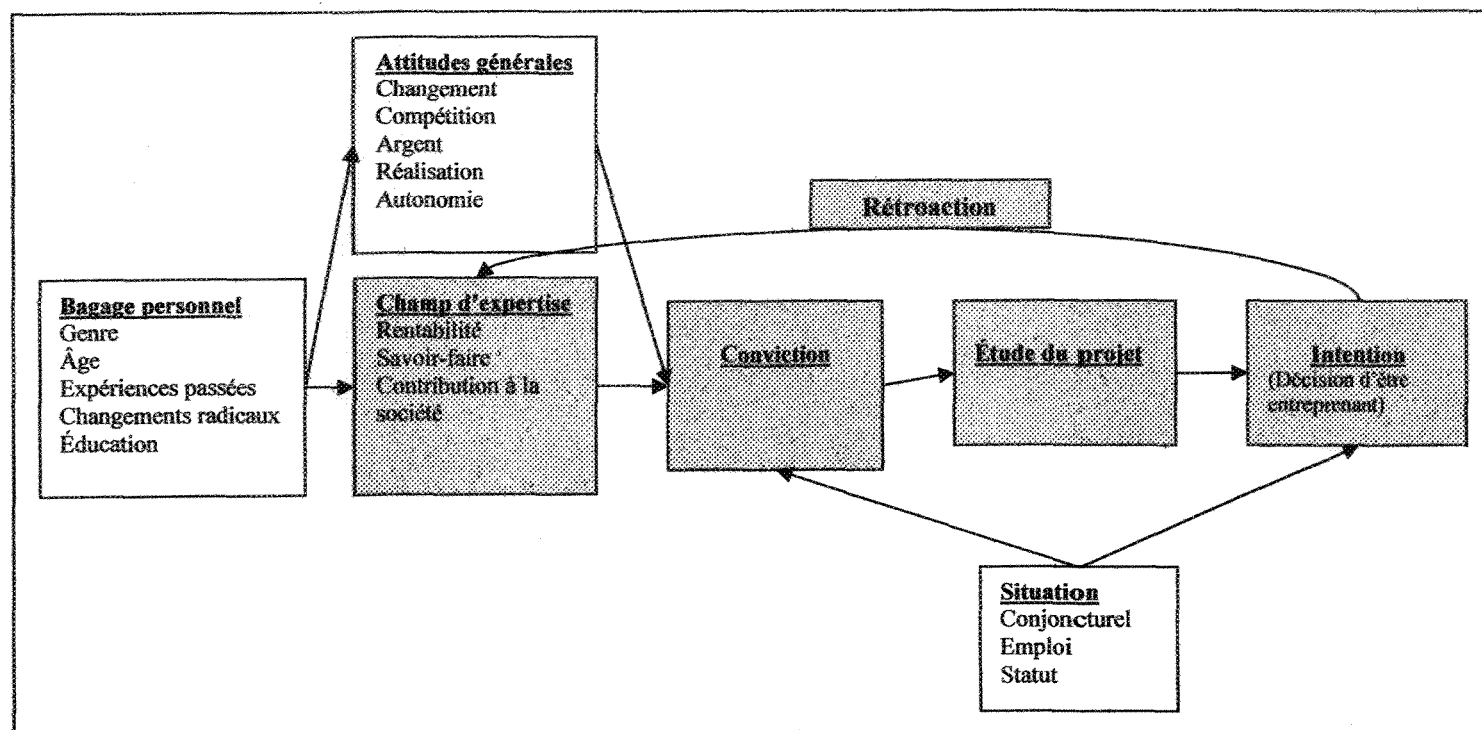 Attitudes générales
Changement
Compétition
Argent
Réalisation
Autonomie
Rétroaction
Bagage personnel
Genre
Âge
Expériences passées
Changements radicaux
Éducation
Champ d'expertise
Rentabilité
Savoir-faire
Contribution à la
société
Conviction
Étude du projet
Intention
(Décision d'être
entreprenant)
Situation
Conjoncturel
Emploi
Statut